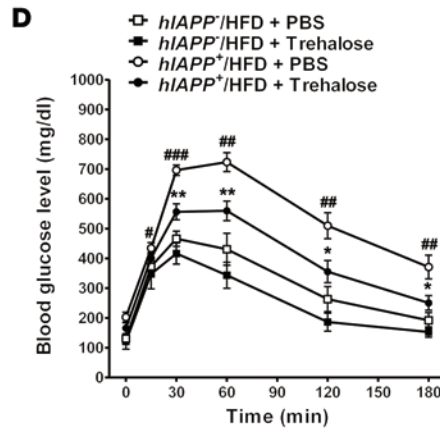 D
hIAPP⁻/HFD + PBS
hIAPP⁻/HFD + Trehalose
hIAPP⁺/HFD + PBS
hIAPP⁺/HFD + Trehalose
Blood glucose level (mg/dl)
1000
900
800
700
600
500
400
300
200
100
0
#
###
**
##
**
##
*
##
*
0 30 60 90 120 150 180
Time (min)